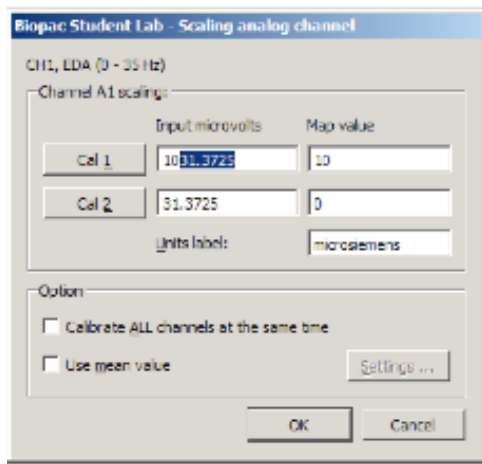 Biopac Student Lab - Scaling analog channel
CH1, EDA (0 - 35 Hz)
Channel A1 scaling:
Input microvolts Map value
Cal 1 1031.3725 10
Cal 2 31.3725 0
Units label: microsiemens
Option
Calibrate ALL channels at the same time
Use mean value Settings ...
OK Cancel